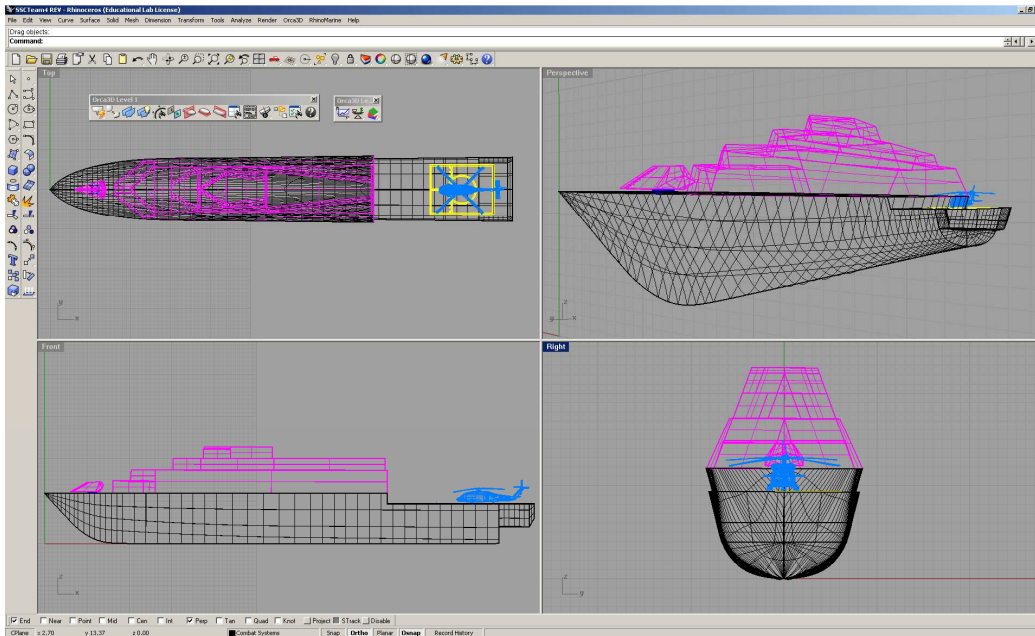 SSCTeam4 REV - Rhinoceros (Educational Lab License)
File Edit View Curve Surface Solid Mesh Dimension Transform Tools Analyze Render Orca3D RhinoMarine Help
Drag objects:
Command:
Top
Perspective
Orca3D Level 1
y
x
z
y x
Front
Right
z
x
z
y
End Near Point Mid Cen Int Perp Tan Quad Knot Project STrack Disable
CPlane x 2.70 y 13.37 z 0.00 Combat Systems Snap Ortho Planar Osnap Record History